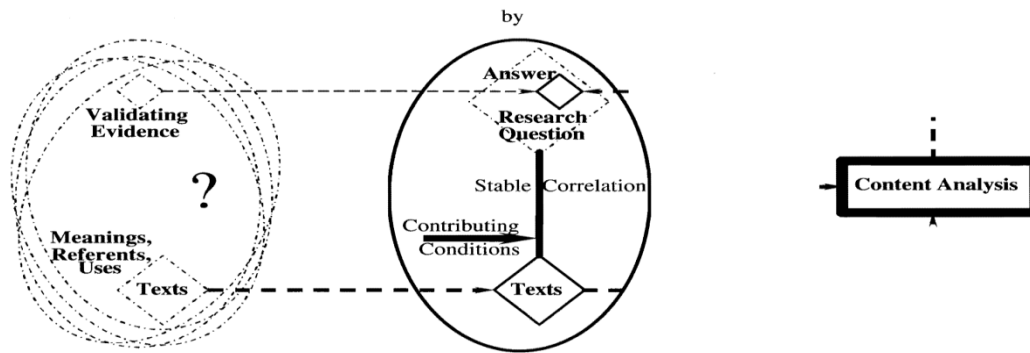 by
Answer
Validating
Evidence
Research
Question
?
Stable Correlation
Content Analysis
Contributing
Conditions
Meanings,
Referents,
Uses
Texts
Texts